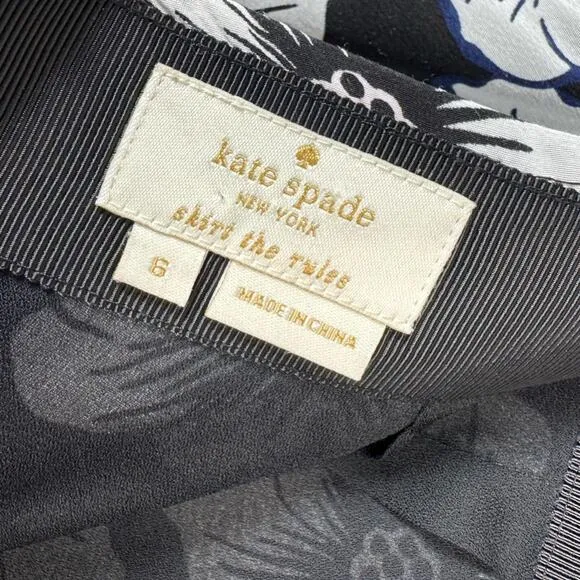 kate spade
NEW YORK
skirt the rules
6
MADE IN CHINA